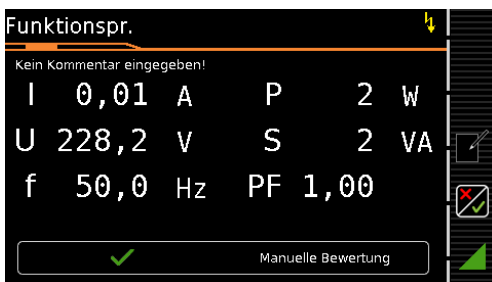 Funktionspr.
Kein Kommentar eingegeben!
I 0,01 A P 2 W
U 228,2 V S 2 VA
f 50,0 Hz PF 1,00
Manuelle Bewertung